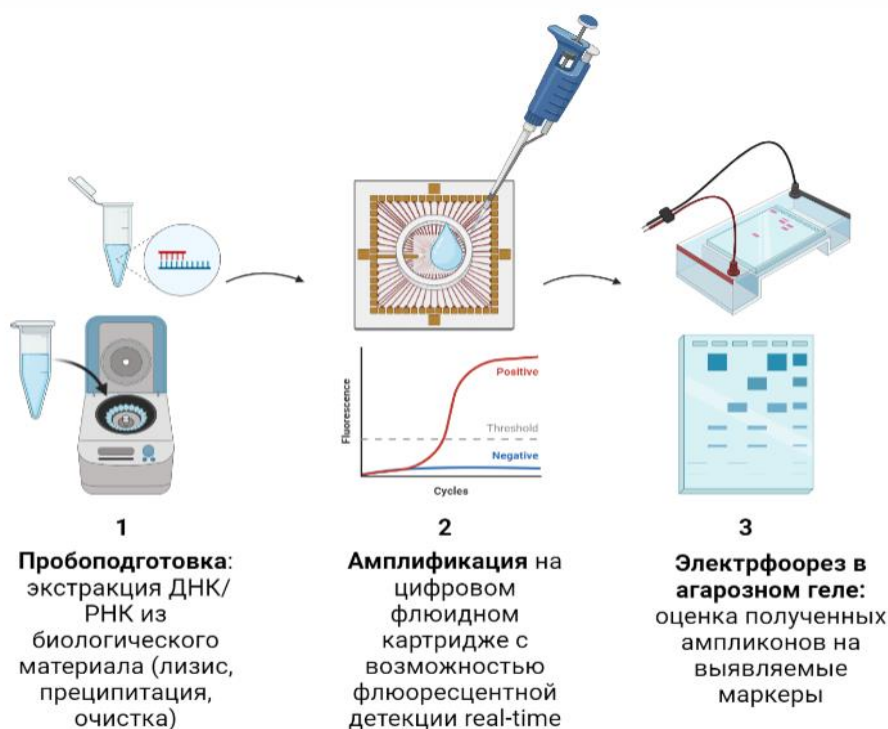 Positive
Threshold
Negative
Fluorescence
Cycles
1
Пробоподготовка:
экстракция ДНК/
РНК из
биологического
материала (лизис,
преципитация,
очистка)
2
Амплификация на
цифровом
флюидном
картридже с
возможностью
флюоресцентной
детекции real-time
3
Электрфоорез в
агарозном геле:
оценка полученных
ампликонов на
выявляемые
маркеры